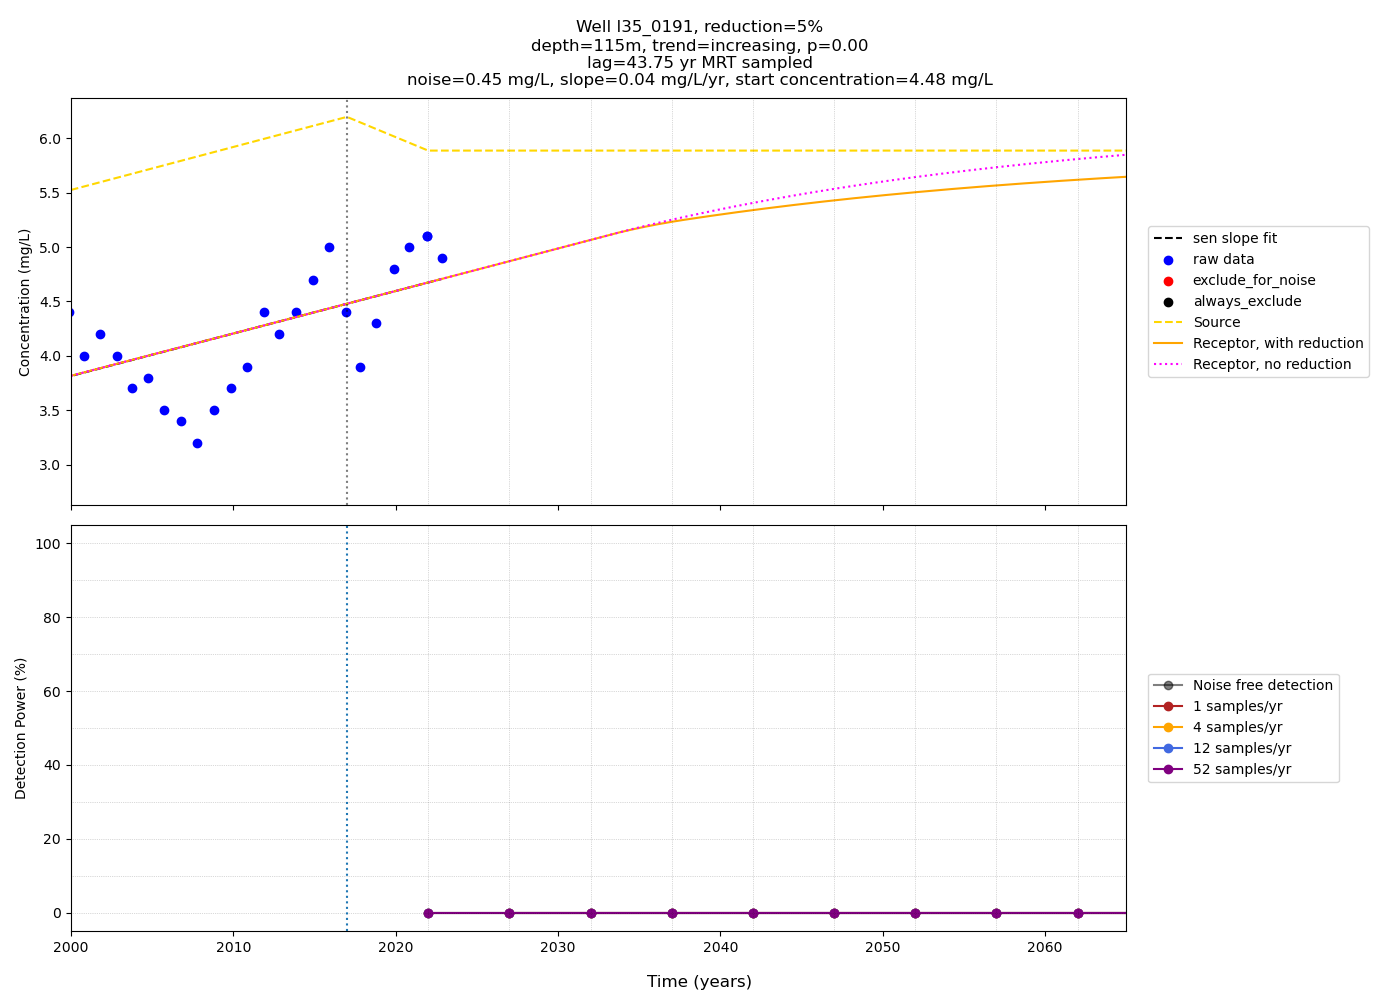 Well l35_0191, reduction=5%
depth=115m, trend=increasing, p=0.00
lag=43.75 yr MRT sampled
noise=0.45 mg/L, slope=0.04 mg/L/yr, start concentration=4.48 mg/L
Concentration (mg/L)
6.0
5.5
5.0
4.5
4.0
3.5
3.0
sen slope fit
raw data
exclude_for_noise
always_exclude
Source
Receptor, with reduction
Receptor, no reduction
Detection Power (%)
100
80
60
40
20
0
Noise free detection
1 samples/yr
4 samples/yr
12 samples/yr
52 samples/yr
2000
2010
2020
2030
2040
2050
2060
Time (years)